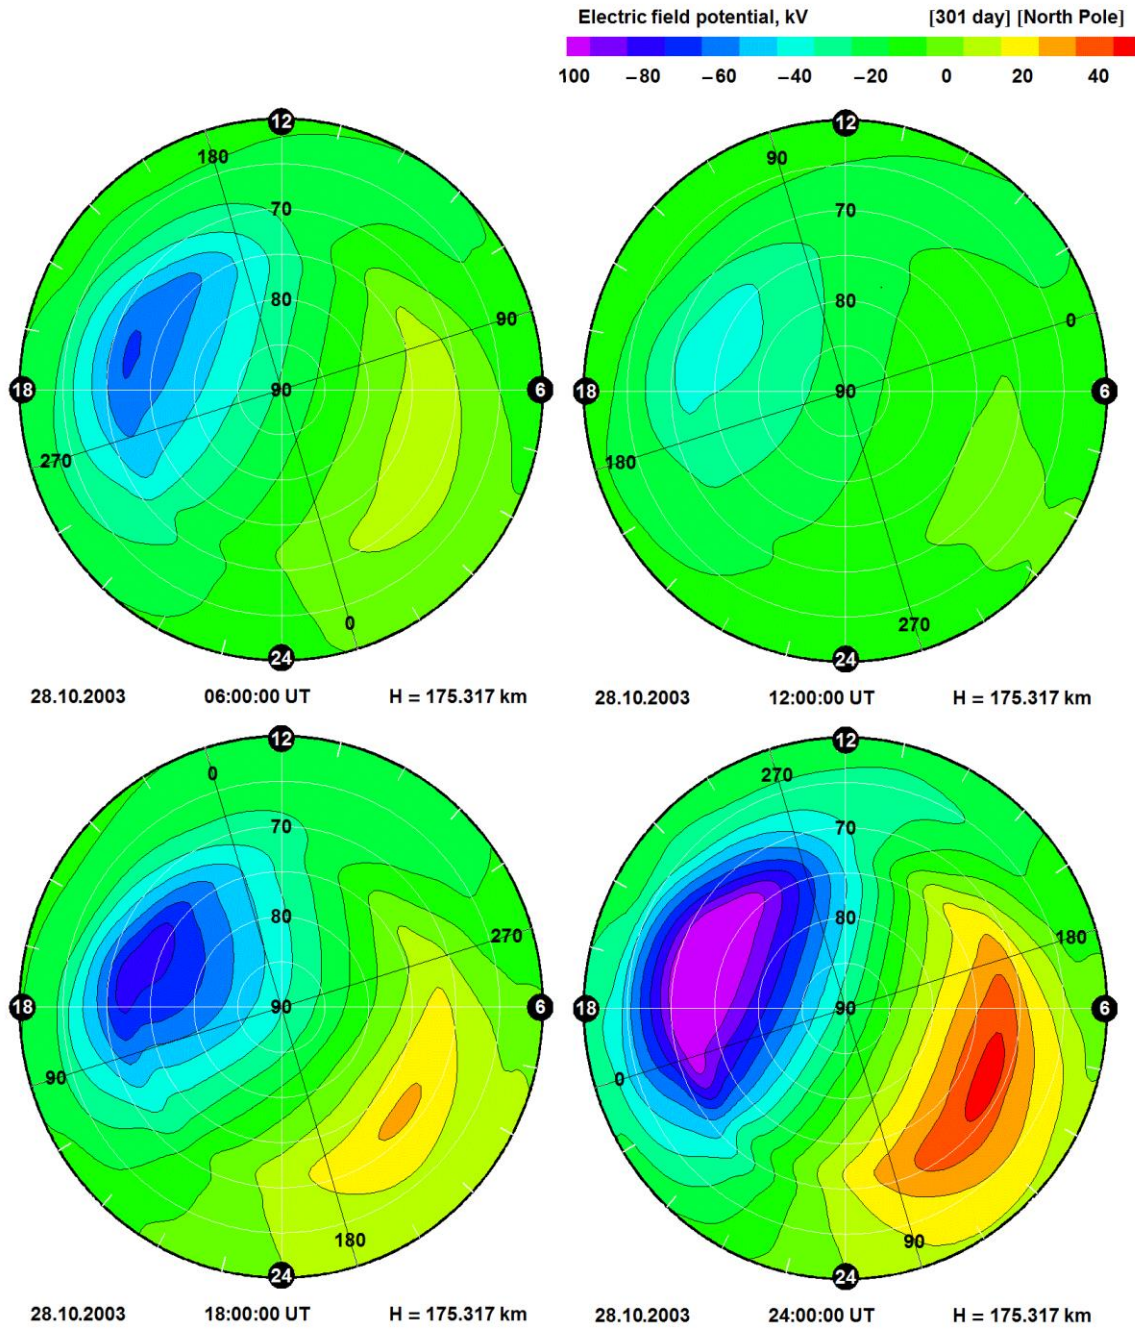 Electric field potential, kV [301 day] [North Pole]
100 −80 −60 −40 −20 0 20 40
12 12
180 90
70 70
80 80
90 0
18 90 6 18 90 6
270 180
0 270
24 24
28.10.2003 06:00:00 UT H = 175.317 km 28.10.2003 12:00:00 UT H = 175.317 km
12 12
0 270
70 70
80 80
270 180
18 90 6 18 90 6
90 0
180 90
24 24
28.10.2003 18:00:00 UT H = 175.317 km 28.10.2003 24:00:00 UT H = 175.317 km